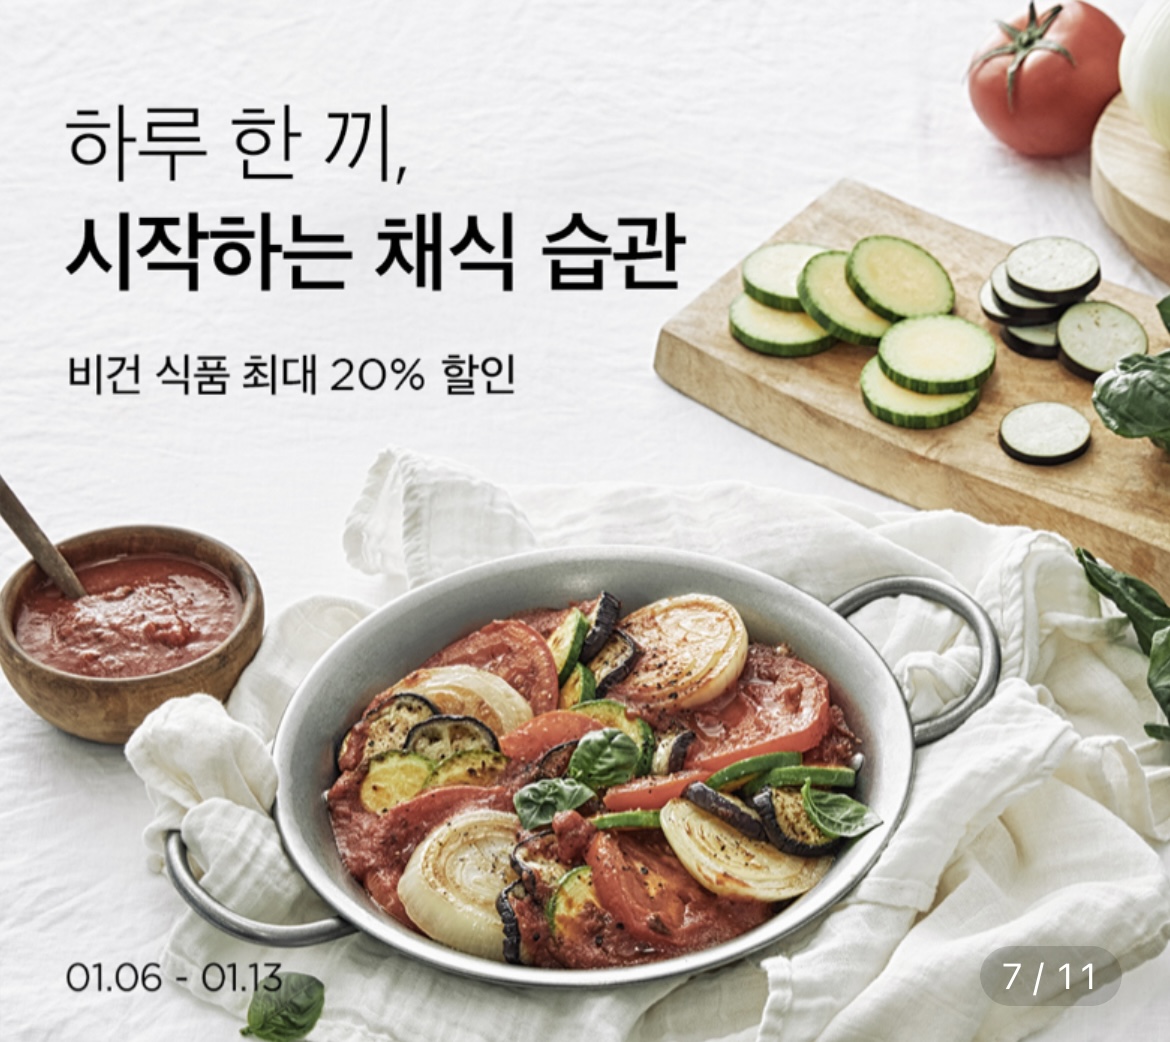 하루 한 끼,
시작하는 채식 습관
비건 식품 최대 20% 할인
01.06 - 01.13
7 / 11